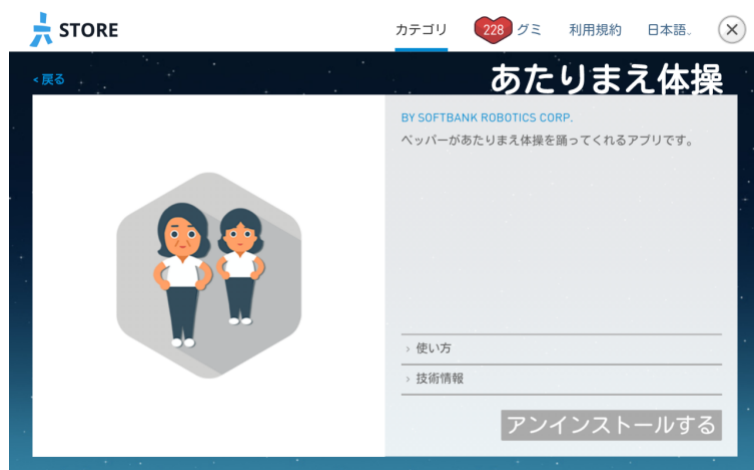 STORE
カテゴリ 228 グミ 利用規約 日本語
<戻る
あたりまえ体操
BY SOFTBANK ROBOTICS CORP.
ペッパーがあたりまえ体操を踊ってくれるアプリです。
> 使い方
> 技術情報
アンインストールする